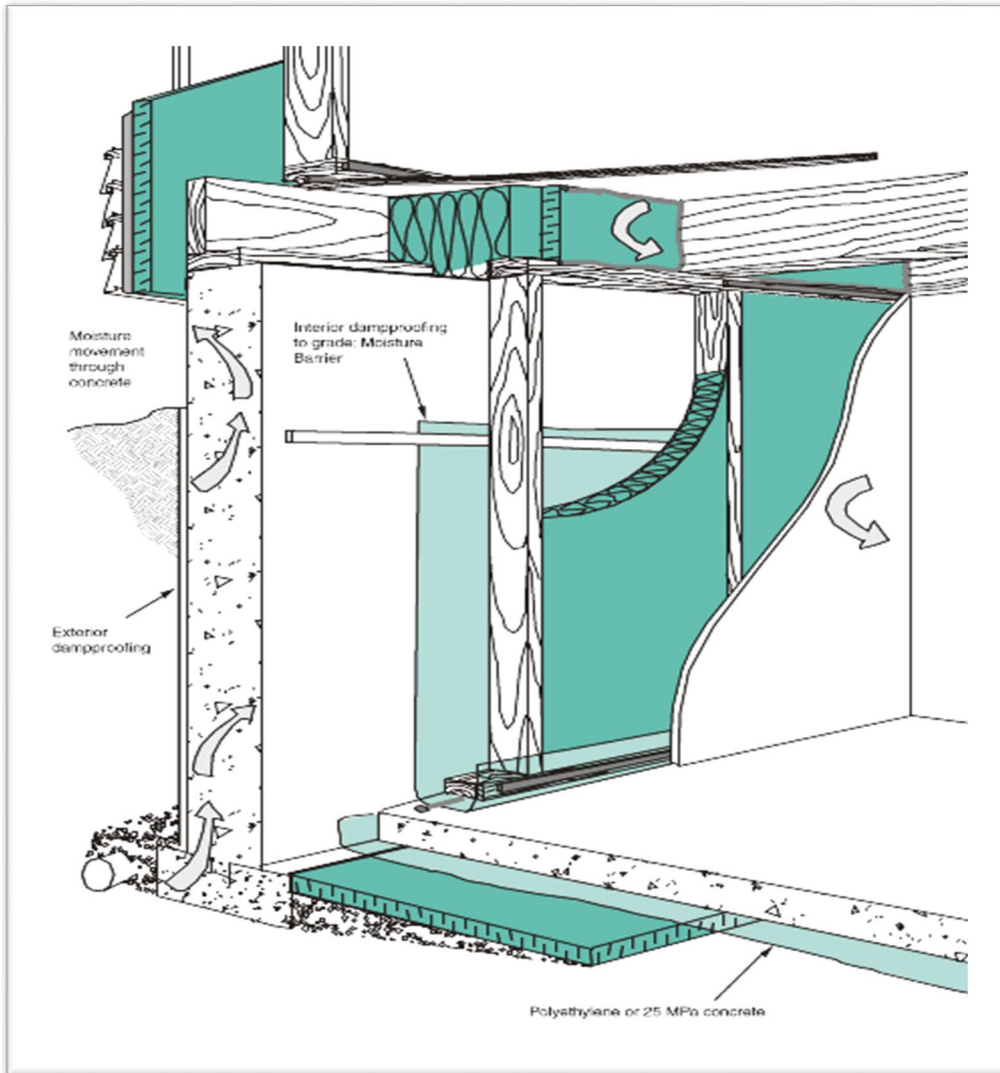 Moisture
movement
through
concrete
Interior dampproofing
to grade: Moisture
Barrier
Exterior
dampproofing
Polyethylene or 25 MPa concrete